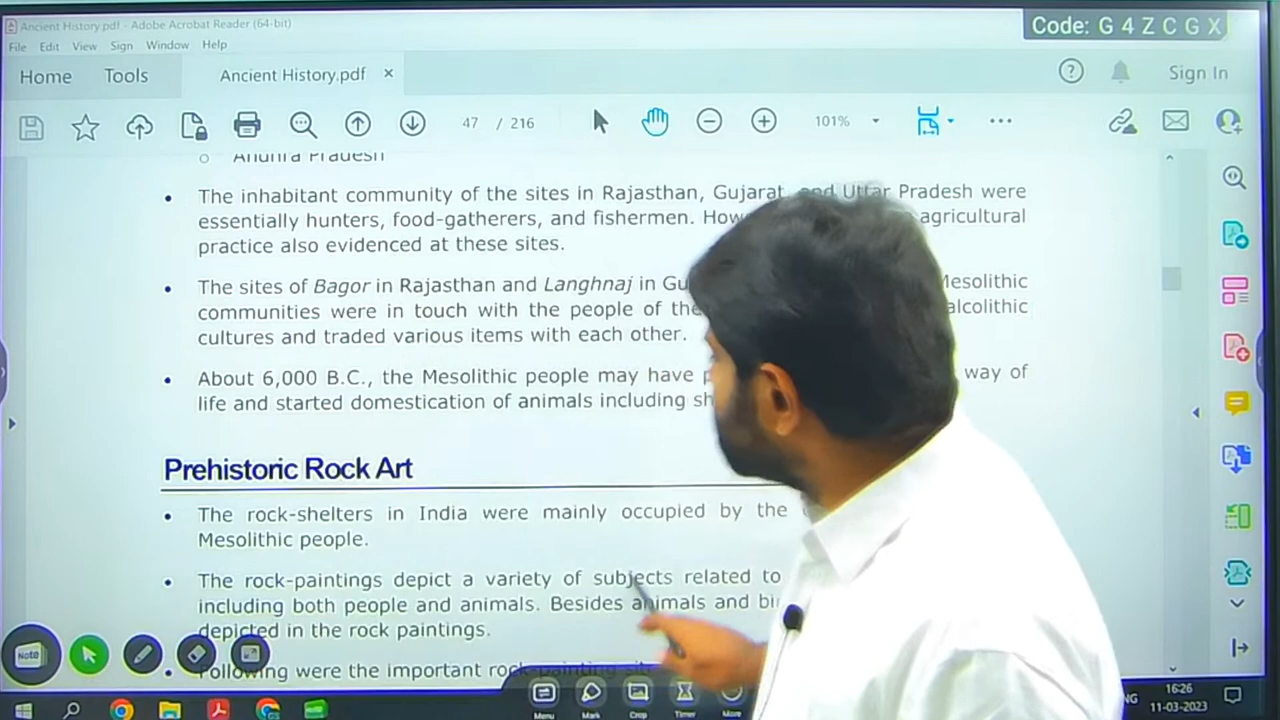 Ancient History.pdf - Adobe Acrobat Reader (64-bit)
Code: G 4 Z C G X
File Edit View Sign Window Help
Home Tools Ancient History.pdf × Sign In
47 / 216 101%
Andhra Pradesh
The inhabitant community of the sites in Rajasthan, Gujarat, and Uttar Pradesh were
essentially hunters, food-gatherers, and fishermen. agricultural
practice also evidenced at these sites.
The sites of Bagor in Rajasthan and Langhnaj in
communities were in touch with the people of the
cultures and traded various items with each other.
About 6,000 B.C., the Mesolithic people may have way of
life and started domestication of animals including
Prehistoric Rock Art
The rock-shelters in India were mainly occupied by the
Mesolithic people.
The rock-paintings depict a variety of subjects related to
including both people and animals. Besides animals and
depicted in the rock paintings.
Following were the important
Note
Menu Mark Crop Timer More
16:26
11-03-2023